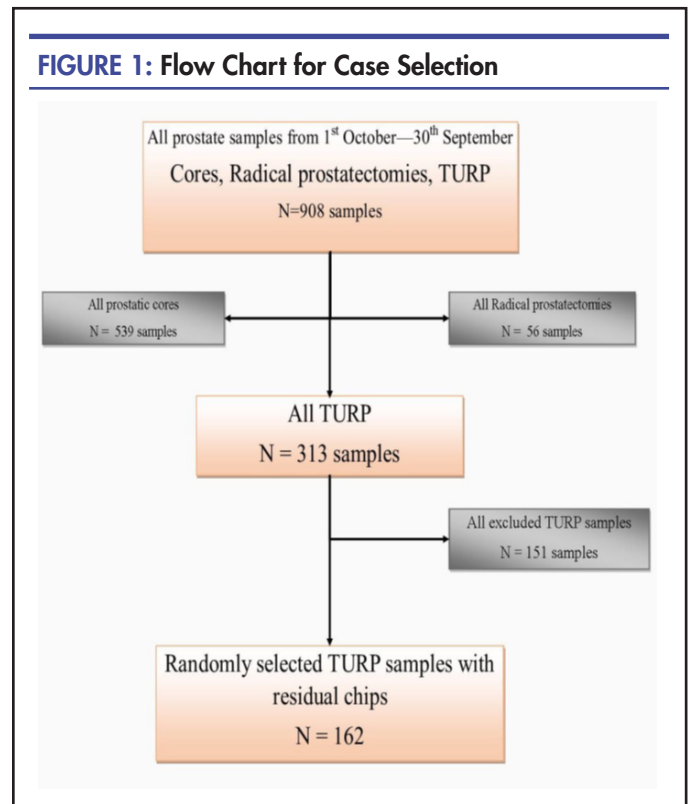 FIGURE 1: Flow Chart for Case Selection
All prostate samples from 1st October—30th September
Cores, Radical prostatectomies, TURP
N=908 samples
All prostatic cores
N = 539 samples
All Radical prostatectomies
N = 56 samples
All TURP
N = 313 samples
All excluded TURP samples
N = 151 samples
Randomly selected TURP samples with
residual chips
N = 162